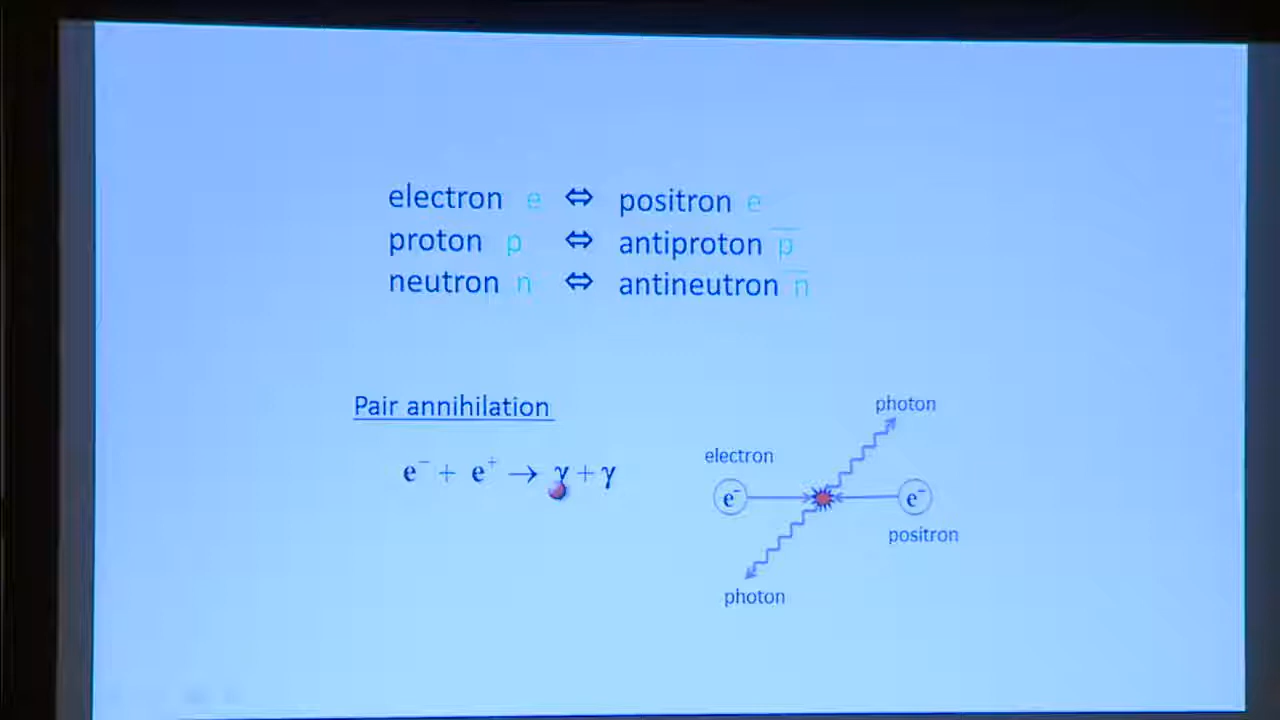 electron e ⇔ positron e
proton p ⇔ antiproton p̅
neutron n ⇔ antineutron n̅
Pair annihilation
e⁻ + e⁺ → γ + γ
photon
electron
e⁻ e⁻
positron
photon